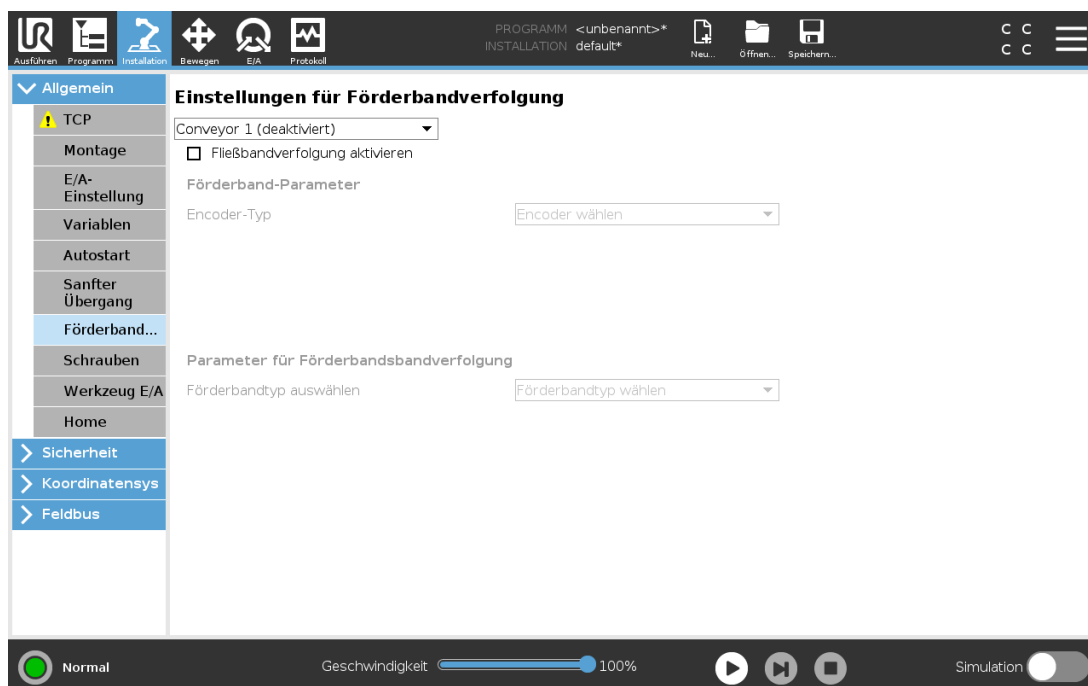 PROGRAMM <unbenannt>*
INSTALLATION default*
Ausführen Programm Installation Bewegen E/A Protokoll Neu... Öffnen... Speichern...
C C
C C
Allgemein
TCP
Montage
E/A-
Einstellung
Variablen
Autostart
Sanfter
Übergang
Förderband...
Schrauben
Werkzeug E/A
Home
Sicherheit
Koordinatensys
Feldbus
Einstellungen für Förderbandverfolgung
Conveyor 1 (deaktiviert)
Fließbandverfolgung aktivieren
Förderband-Parameter
Encoder-Typ Encoder wählen
Parameter für Förderbandsbandverfolgung
Förderbandtyp auswählen Förderbandtyp wählen
Normal Geschwindigkeit 100% Simulation